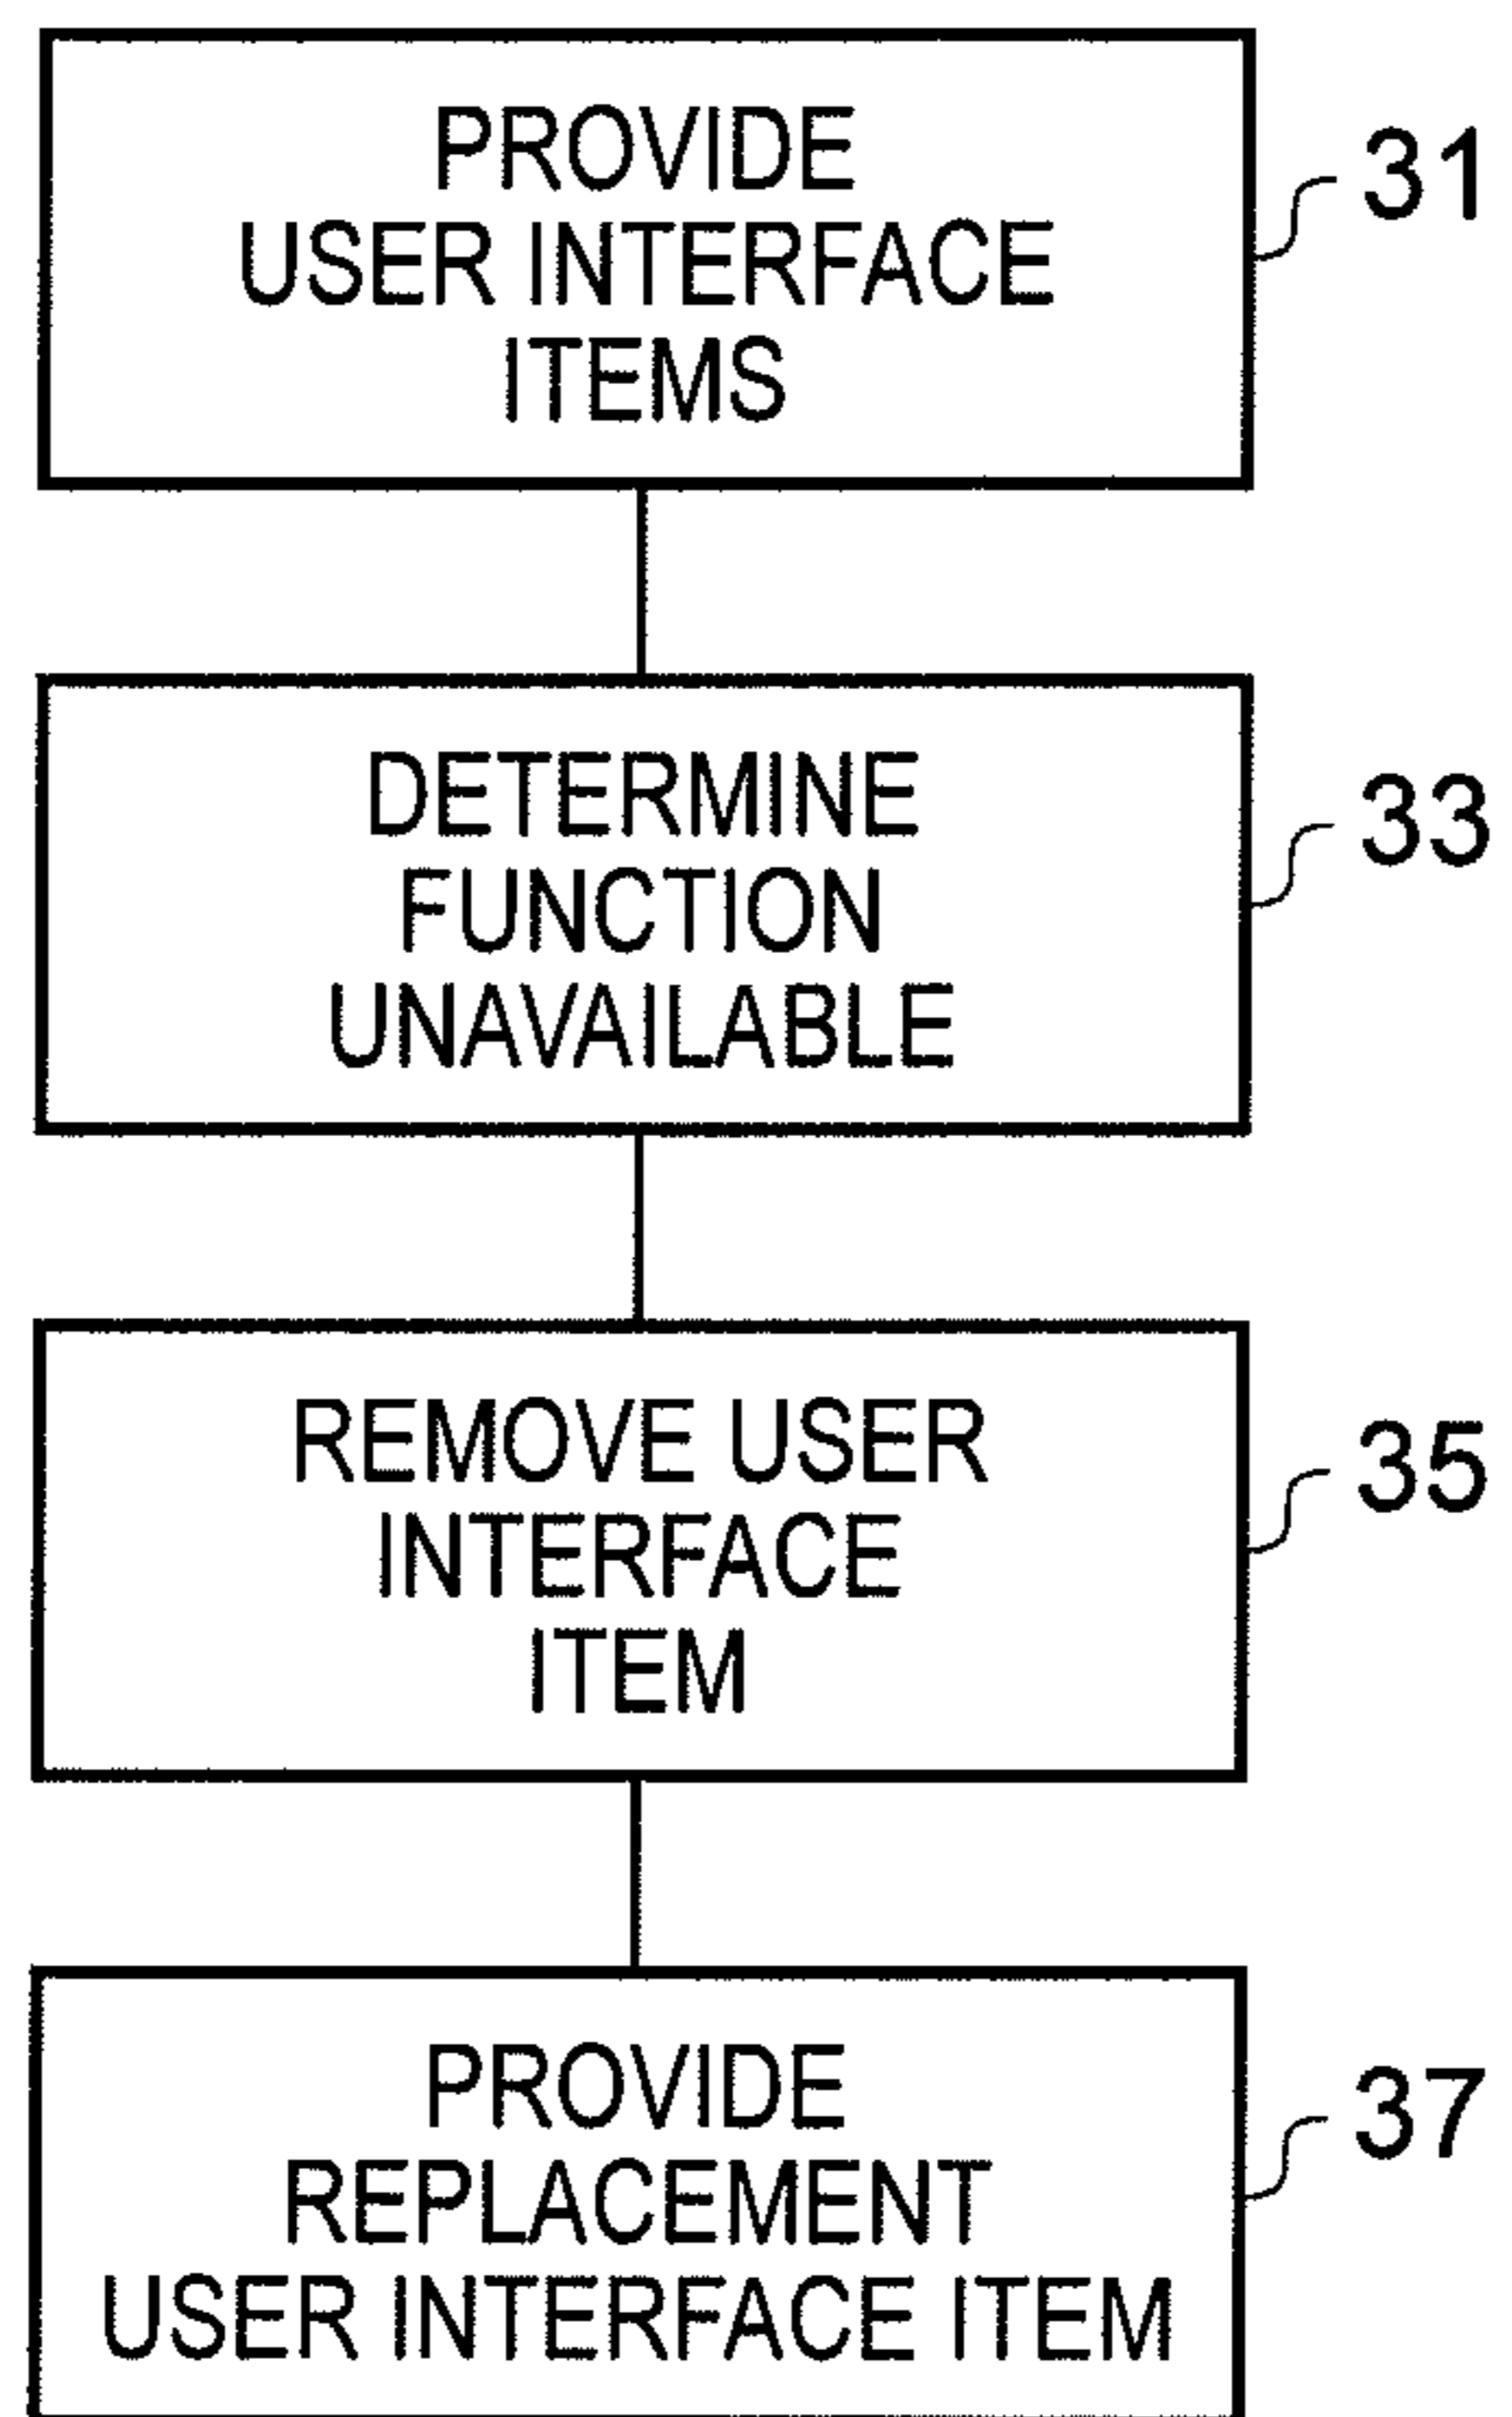 PROVIDE
USER INTERFACE
ITEMS
31
DETERMINE
FUNCTION
UNAVAILABLE
33
REMOVE USER
INTERFACE
ITEM
35
PROVIDE
REPLACEMENT
USER INTERFACE ITEM
37